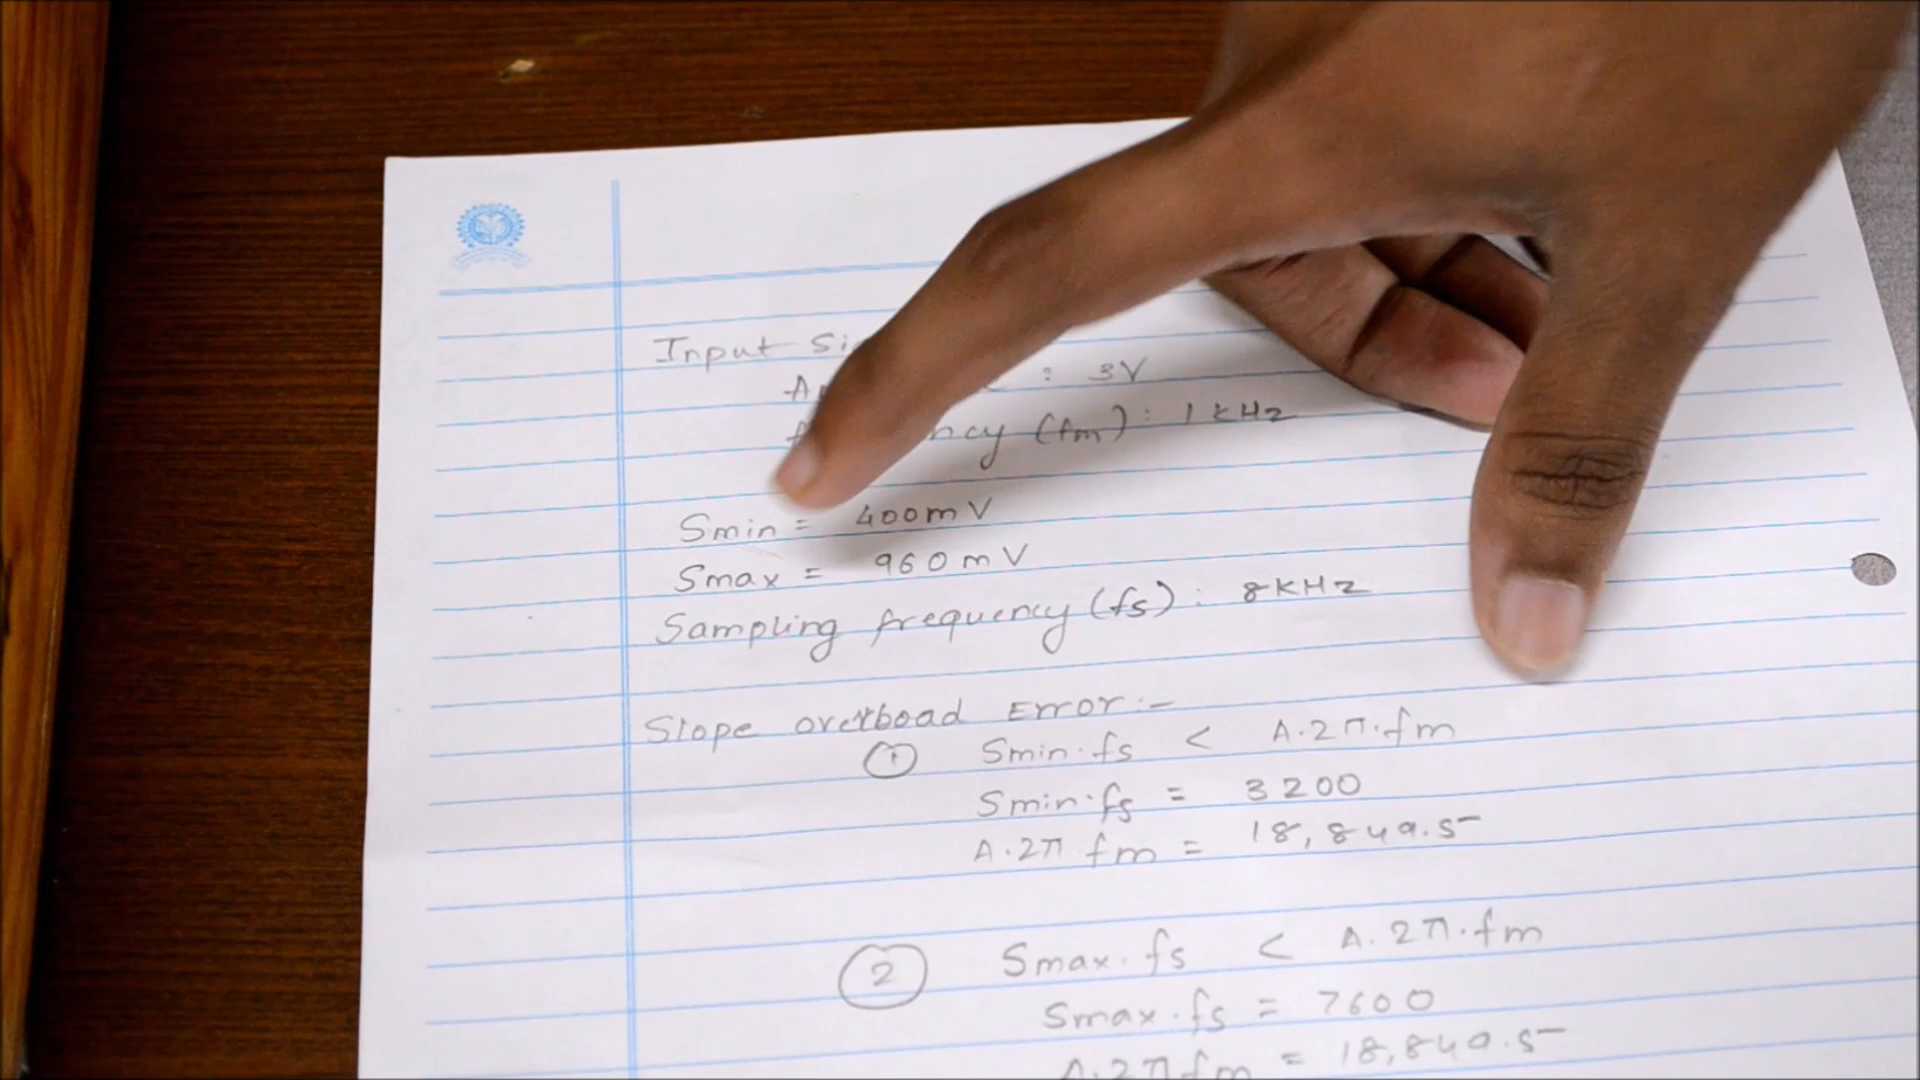 Input
: 3V
(fm) : 1 KHz
Smin = 400mV
Smax = 960mV
Sampling frequency (fs) : 8KHz
Slope overload Error :-
1 Smin.fs < A.2π.fm
Smin.fs = 3200
A.2π fm = 18,849.5
2 Smax.fs < A.2π.fm
Smax.fs = 7600
A.2π fm = 18,849.5